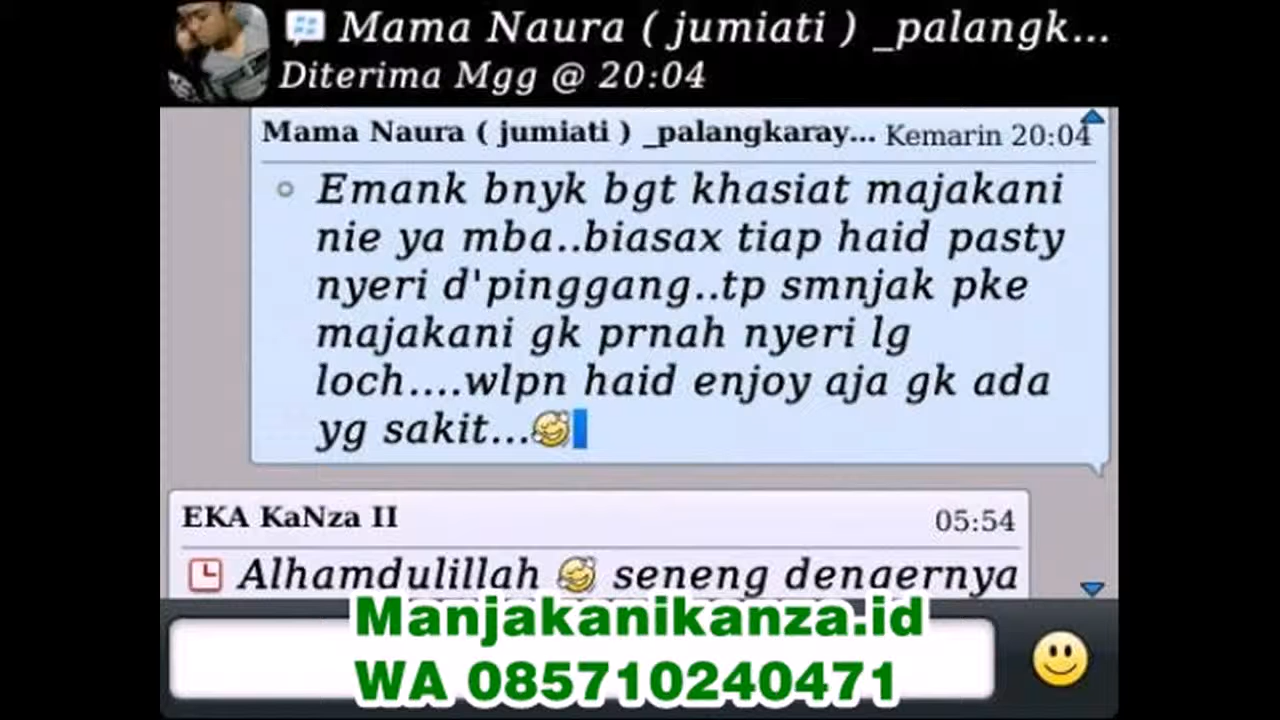 Mama Naura ( jumiati ) _palangk...
Diterima Mgg @ 20:04
Mama Naura ( jumiati ) _palangkaray... Kemarin 20:04
Emank bnyk bgt khasiat majakani
nie ya mba..biasax tiap haid pasty
nyeri d'pinggang..tp smnjak pke
majakani gk prnah nyeri lg
loch....wlpn haid enjoy aja gk ada
yg sakit...🤣
EKA KaNza II 05:54
Alhamdulillah 🤣 seneng dengernya
Manjakanikanza.id
WA 085710240471